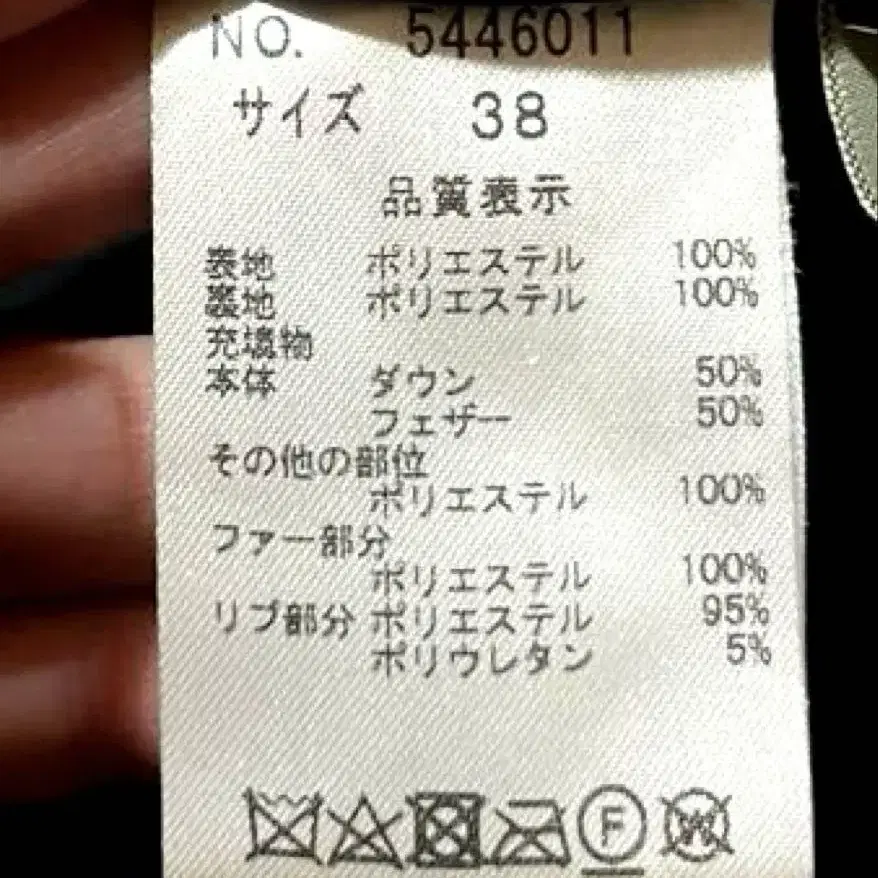 NO. 5446011
サイズ 38
品質表示
表地 ポリエステル 100%
裏地 ポリエステル 100%
充填物
本体 ダウン 50%
フェザー 50%
その他の部位
ポリエステル 100%
ファー部分
ポリエステル 100%
リブ部分 ポリエステル 95%
ポリウレタン 5%
F W